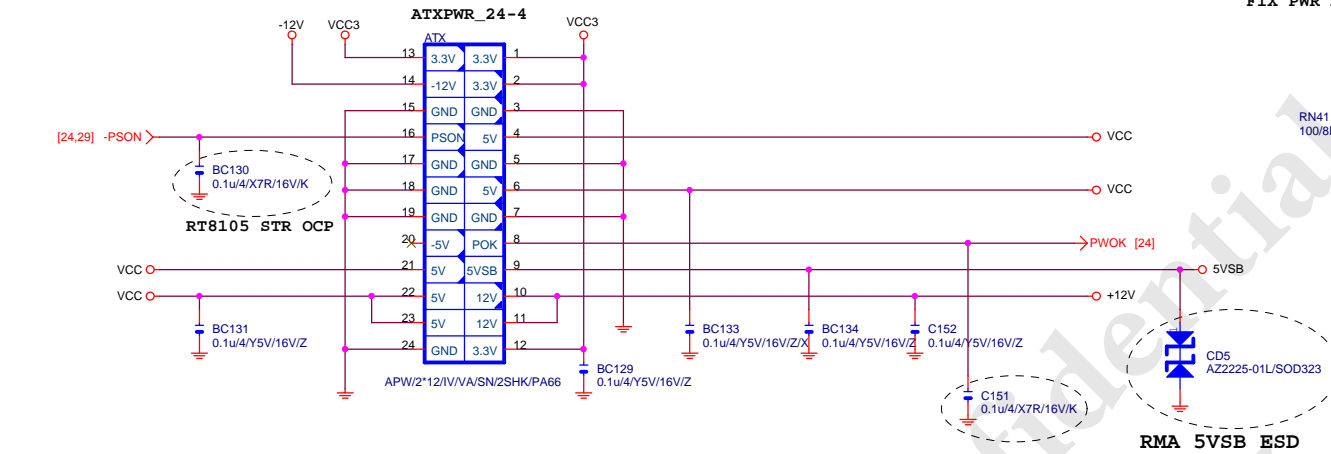 FIX PWR
ATXPWR_24-4
-12V
VCC3
VCC3
ATX
13 3.3V 3.3V 1
14 -12V 3.3V 2
15 GND GND 3
[24,29] -PSON 16 PSON 5V 4 VCC
17 GND GND 5
18 GND 5V 6 VCC
19 GND GND 7
20 -5V POK 8 PWOK [24]
VCC 21 5V 5VSB 9 5VSB
VCC 22 5V 12V 10 +12V
23 5V 12V 11
24 GND 3.3V 12
RN41
BC130
0.1u/4/X7R/16V/K
RT8105 STR OCP
BC131
0.1u/4/Y5V/16V/Z
APW/2*12/IV/VA/SN/2SHK/PA66
BC129
0.1u/4/Y5V/16V/Z
BC133
0.1u/4/Y5V/16V/Z/X
BC134
0.1u/4/Y5V/16V/Z
C152
0.1u/4/Y5V/16V/Z
C151
0.1u/4/X7R/16V/K
CD5
AZ2225-01L/SOD323
RMA 5VSB ESD
fidential